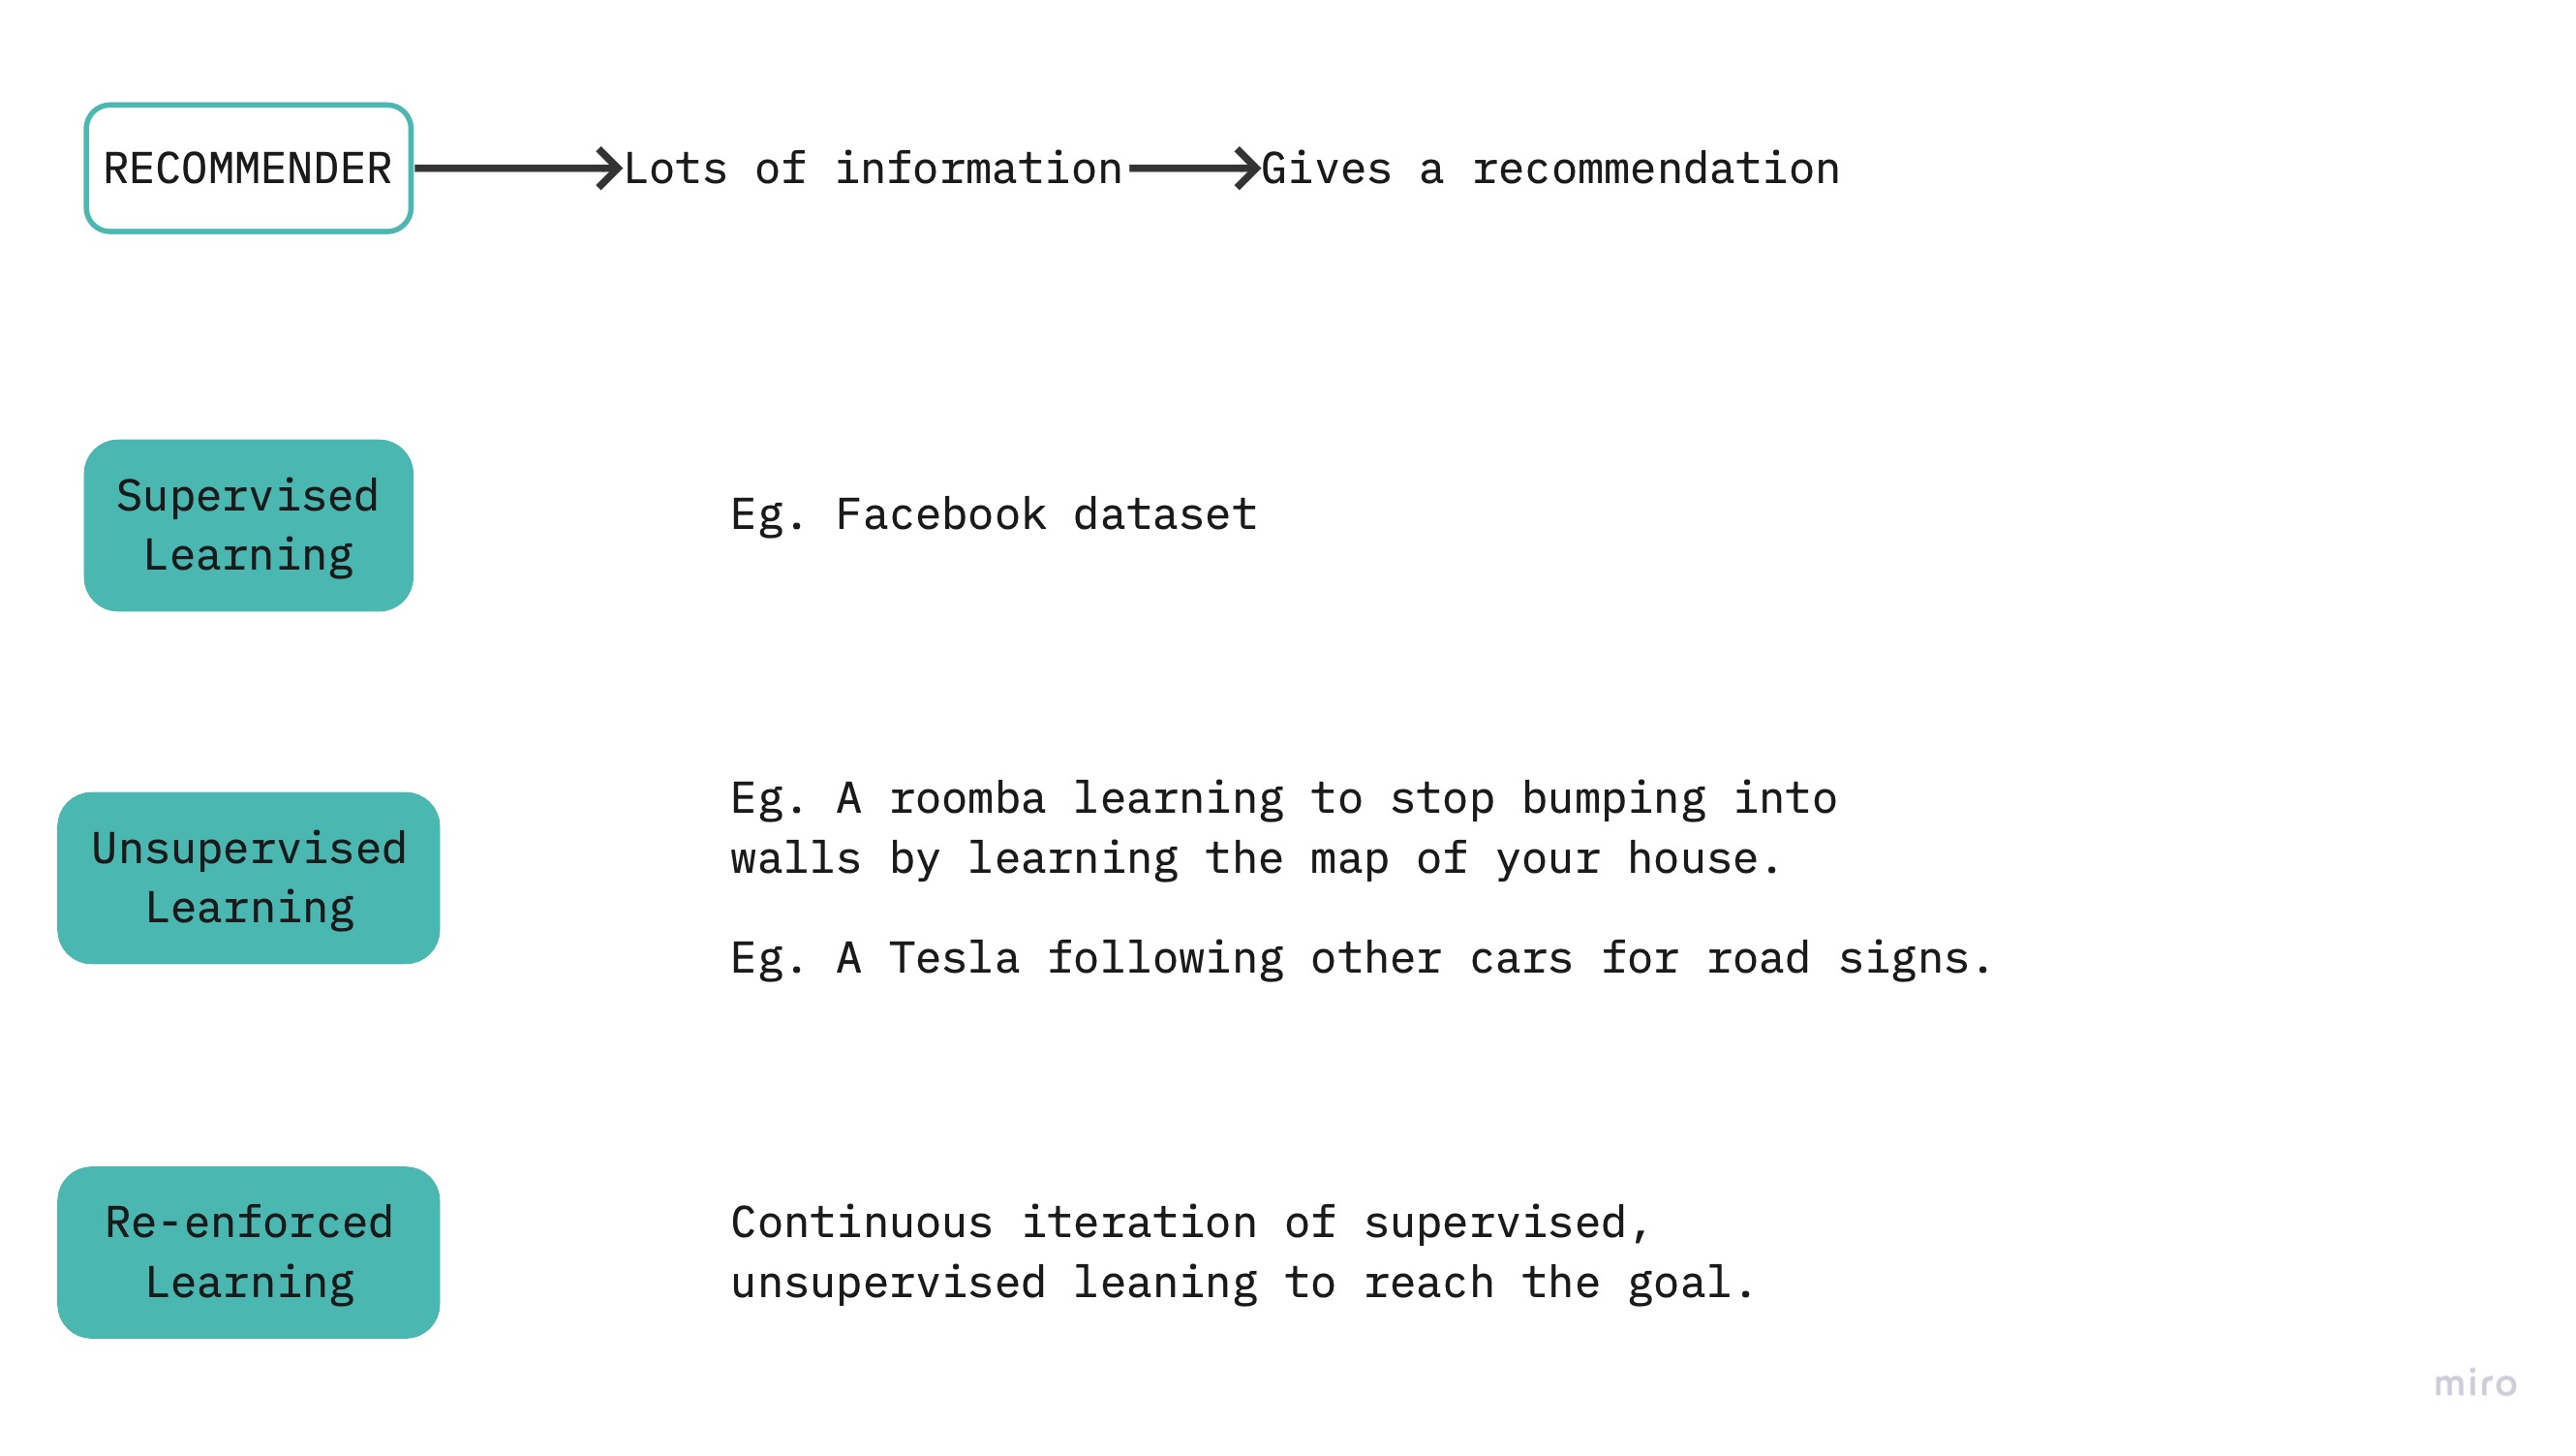 RECOMMENDER
Lots of information
Gives a recommendation
Supervised
Learning
Eg. Facebook dataset
Unsupervised
Learning
Eg. A roomba learning to stop bumping into
walls by learning the map of your house.
Eg. A Tesla following other cars for road signs.
Re-enforced
Learning
Continuous iteration of supervised,
unsupervised leaning to reach the goal.
miro